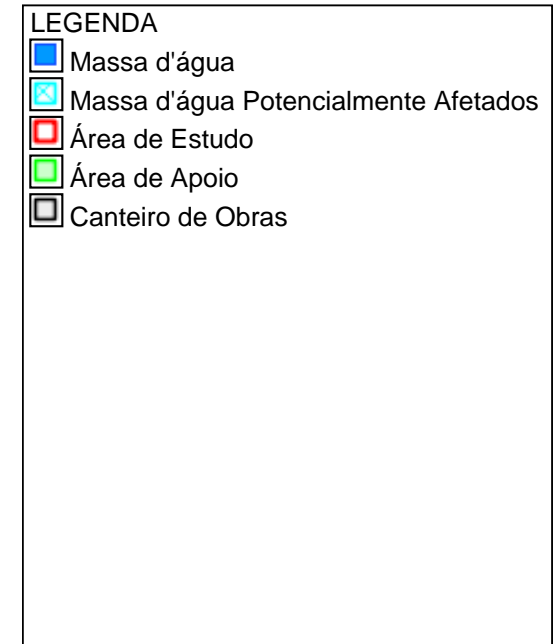 LEGENDA
Massa d'água
Massa d'água Potencialmente Afetados
Área de Estudo
Área de Apoio
Canteiro de Obras